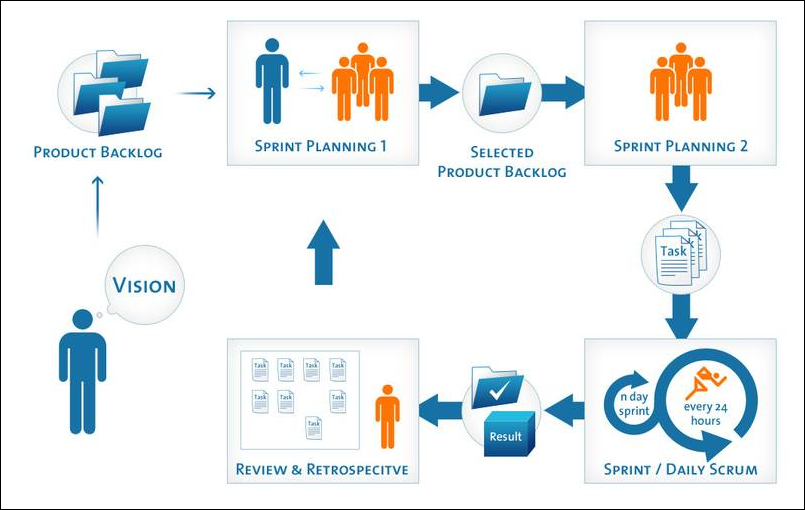 PRODUCT BACKLOG
SPRINT PLANNING 1
SELECTED
PRODUCT BACKLOG
SPRINT PLANNING 2
Task
VISION
Task Task Task Task
Task Task Task
Task
REVIEW & RETROSPECITVE
Result
n day
sprint
every 24
hours
SPRINT / DAILY SCRUM